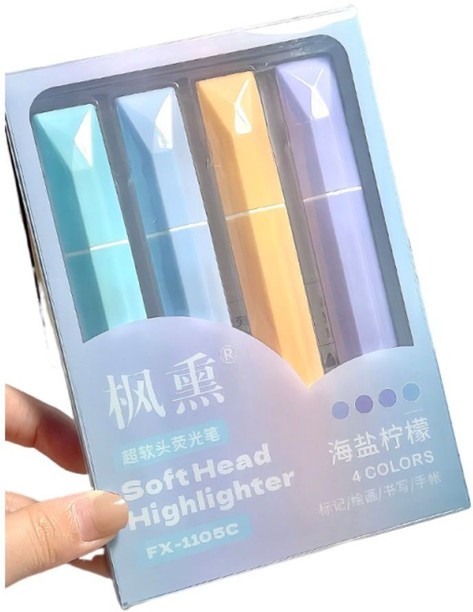 枫熏®
超软头荧光笔
Soft Head
Highlighter
FX-1105C
海盐柠檬
4 COLORS
标记/绘画/书写/手帐